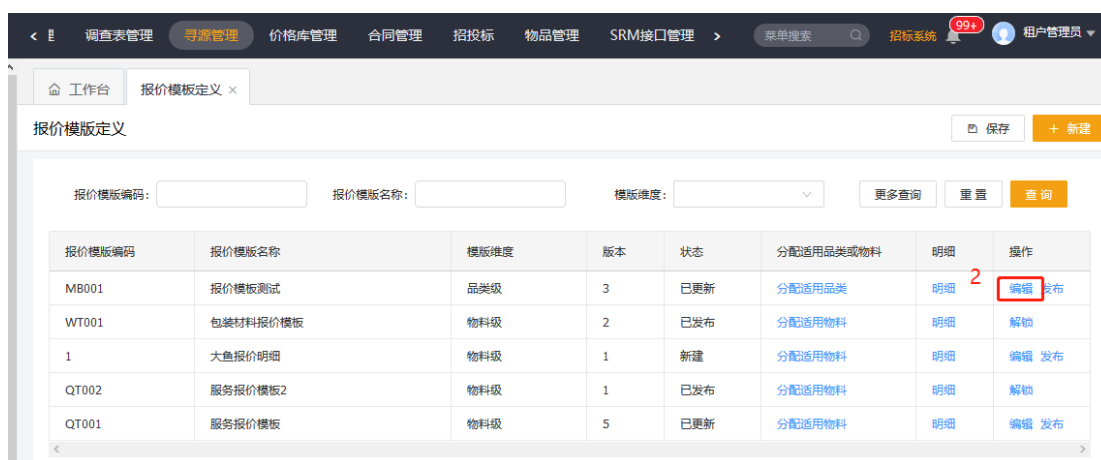 调查表管理 寻源管理 价格库管理 合同管理 招投标 物品管理 SRM接口管理 菜单搜索 招标系统 99+ 租户管理员
工作台 报价模板定义
报价模版定义 保存 + 新建
报价模版编码: 报价模版名称: 模版维度: 更多查询 重置 查询
报价模版编码 报价模版名称 模版维度 版本 状态 分配适用品类或物料 明细 操作
2
MB001 报价模板测试 品类级 3 已更新 分配适用品类 明细 编辑 发布
WT001 包装材料报价模板 物料级 2 已发布 分配适用物料 明细 解锁
1 大鱼报价明细 物料级 1 新建 分配适用物料 明细 编辑 发布
QT002 服务报价模板2 物料级 1 已发布 分配适用物料 明细 解锁
QT001 服务报价模板 物料级 5 已更新 分配适用物料 明细 编辑 发布